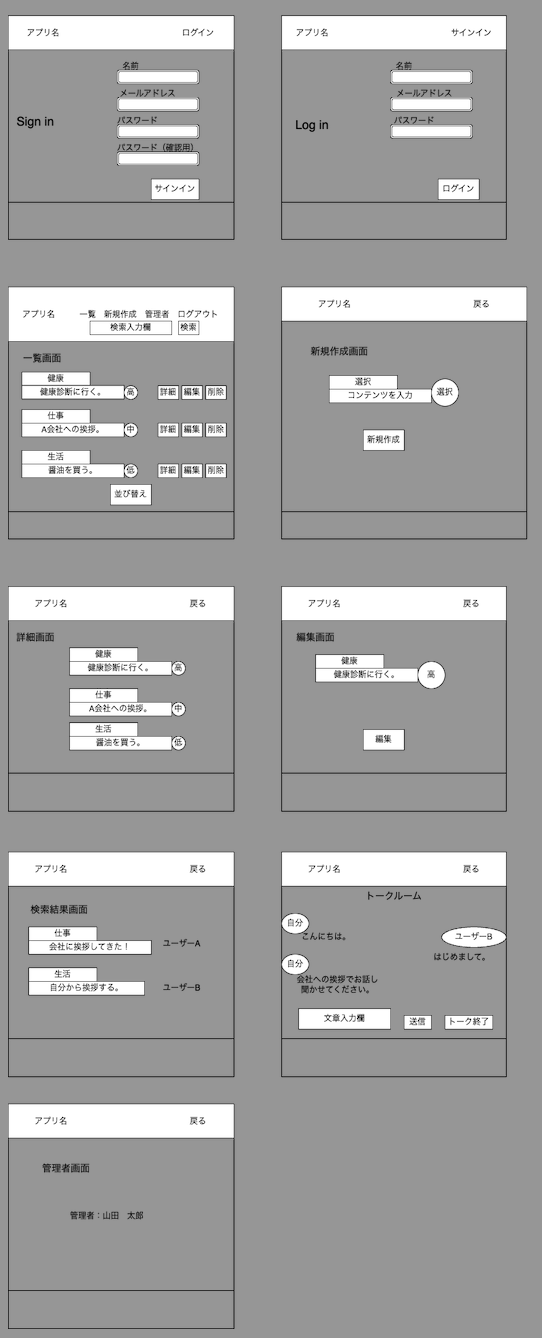 アプリ名 ログイン
Sign in
名前
メールアドレス
パスワード
パスワード（確認用）
サインイン
アプリ名 サインイン
Log in
名前
メールアドレス
パスワード
ログイン
アプリ名 一覧 新規作成 管理者 ログアウト
検索入力欄 検索
一覧画面
健康
健康診断に行く。 高 詳細 編集 削除
仕事
A会社への挨拶。 中 詳細 編集 削除
生活
醤油を買う。 低 詳細 編集 削除
並び替え
アプリ名 戻る
新規作成画面
選択
コンテンツを入力 選択
新規作成
アプリ名 戻る
詳細画面
健康
健康診断に行く。 高
仕事
A会社への挨拶。 中
生活
醤油を買う。 低
アプリ名 戻る
編集画面
健康
健康診断に行く。 高
編集
アプリ名 戻る
検索結果画面
仕事
会社に挨拶してきた！ ユーザーA
生活
自分から挨拶する。 ユーザーB
アプリ名 戻る
トークルーム
自分
こんにちは。
ユーザーB
はじめまして。
自分
会社への挨拶でお話し
聞かせてください。
文章入力欄 送信 トーク終了
アプリ名 戻る
管理者画面
管理者：山田　太郎